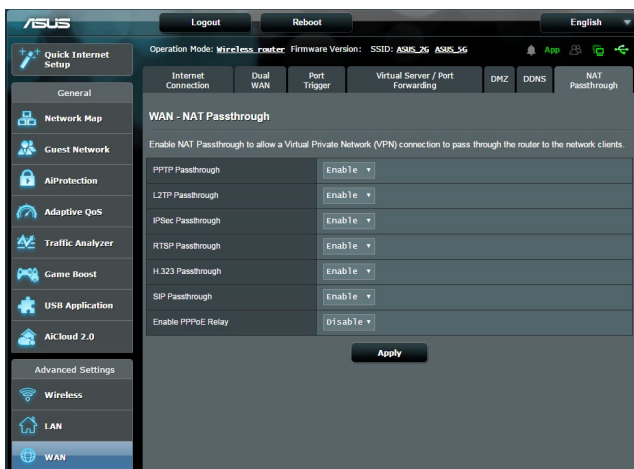 ASUS
Logout
Reboot
English
Quick Internet
Setup
Operation Mode: Wireless router Firmware Version: SSID: ASUS_2G ASUS_5G
App
General
Network Map
Guest Network
AiProtection
Adaptive QoS
Traffic Analyzer
Game Boost
USB Application
AiCloud 2.0
Advanced Settings
Wireless
LAN
WAN
Internet
Connection
Dual
WAN
Port
Trigger
Virtual Server / Port
Forwarding
DMZ
DDNS
NAT
Passthrough
WAN - NAT Passthrough
Enable NAT Passthrough to allow a Virtual Private Network (VPN) connection to pass through the router to the network clients.
PPTP Passthrough Enable
L2TP Passthrough Enable
IPSec Passthrough Enable
RTSP Passthrough Enable
H.323 Passthrough Enable
SIP Passthrough Enable
Enable PPPoE Relay Disable
Apply